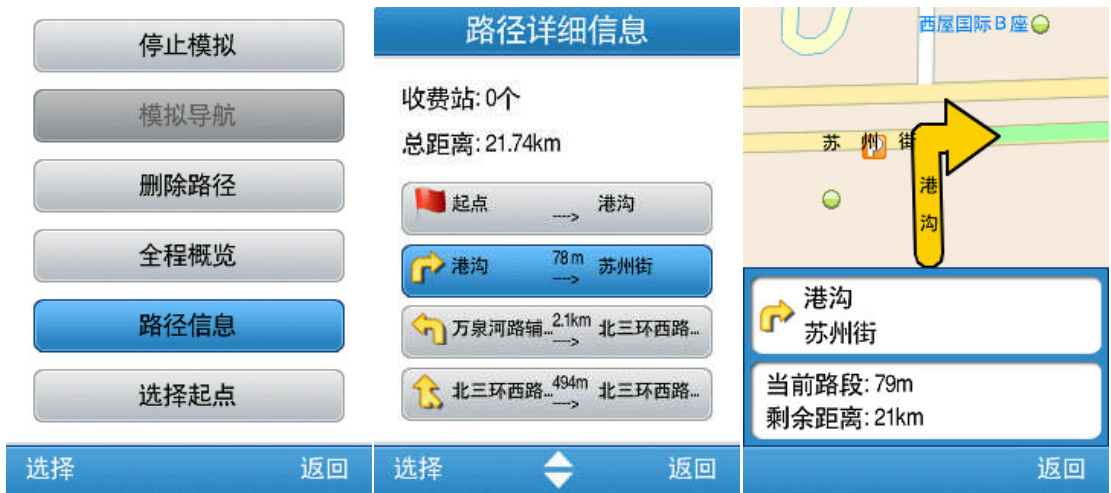 停止模拟
模拟导航
删除路径
全程概览
路径信息
选择起点
选择 返回
路径详细信息
收费站: 0个
总距离: 21.74km
起点 ----> 港沟
港沟 78m ----> 苏州街
万泉河路辅... 2.1km ----> 北三环西路...
北三环西路... 494m ----> 北三环西路...
选择 返回
西屋国际B座
苏州街
P
港沟
港沟
苏州街
当前路段: 79m
剩余距离: 21km
返回